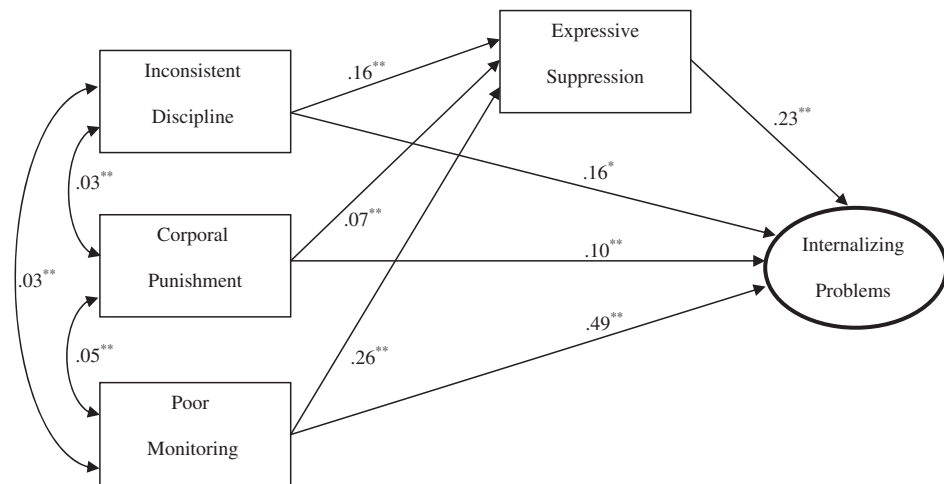 Expressive
Suppression
Inconsistent
Discipline
.16**
.23**
.16*
.03**
.07**
Corporal
Punishment
.10**
Internalizing
Problems
.03**
.49**
.05**
.26**
Poor
Monitoring